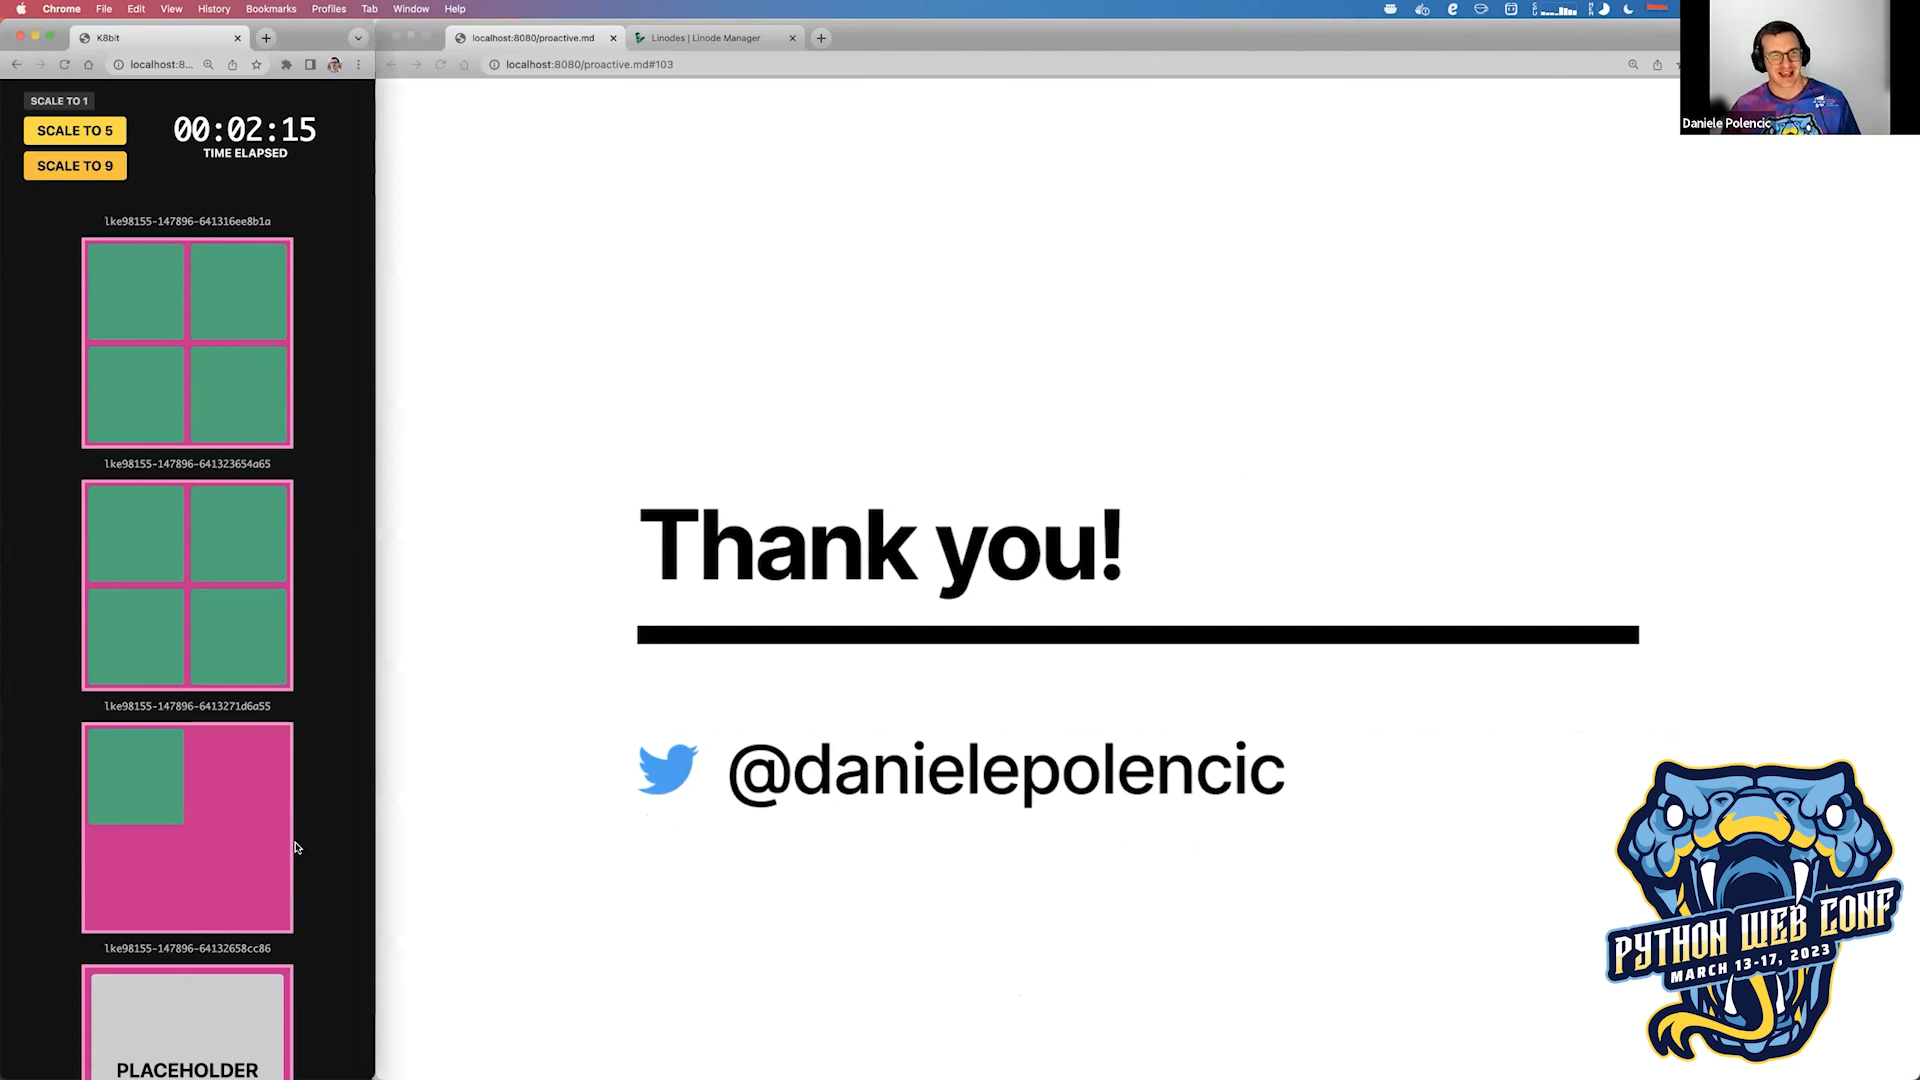 Chrome File Edit View History Bookmarks Profiles Tab Window Help
K8bit
localhost:8080/proactive.md
Linodes | Linode Manager
localhost:8...
localhost:8080/proactive.md#103
SCALE TO 1
SCALE TO 5
SCALE TO 9
00:02:15
TIME ELAPSED
lke98155-147896-641316ee8b1a
lke98155-147896-641323654a65
lke98155-147896-6413271d6a55
lke98155-147896-64132658cc86
PLACEHOLDER
Daniele Polencic
Thank you!
@danielepolencic
PYTHON WEB CONF
MARCH 13-17, 2023